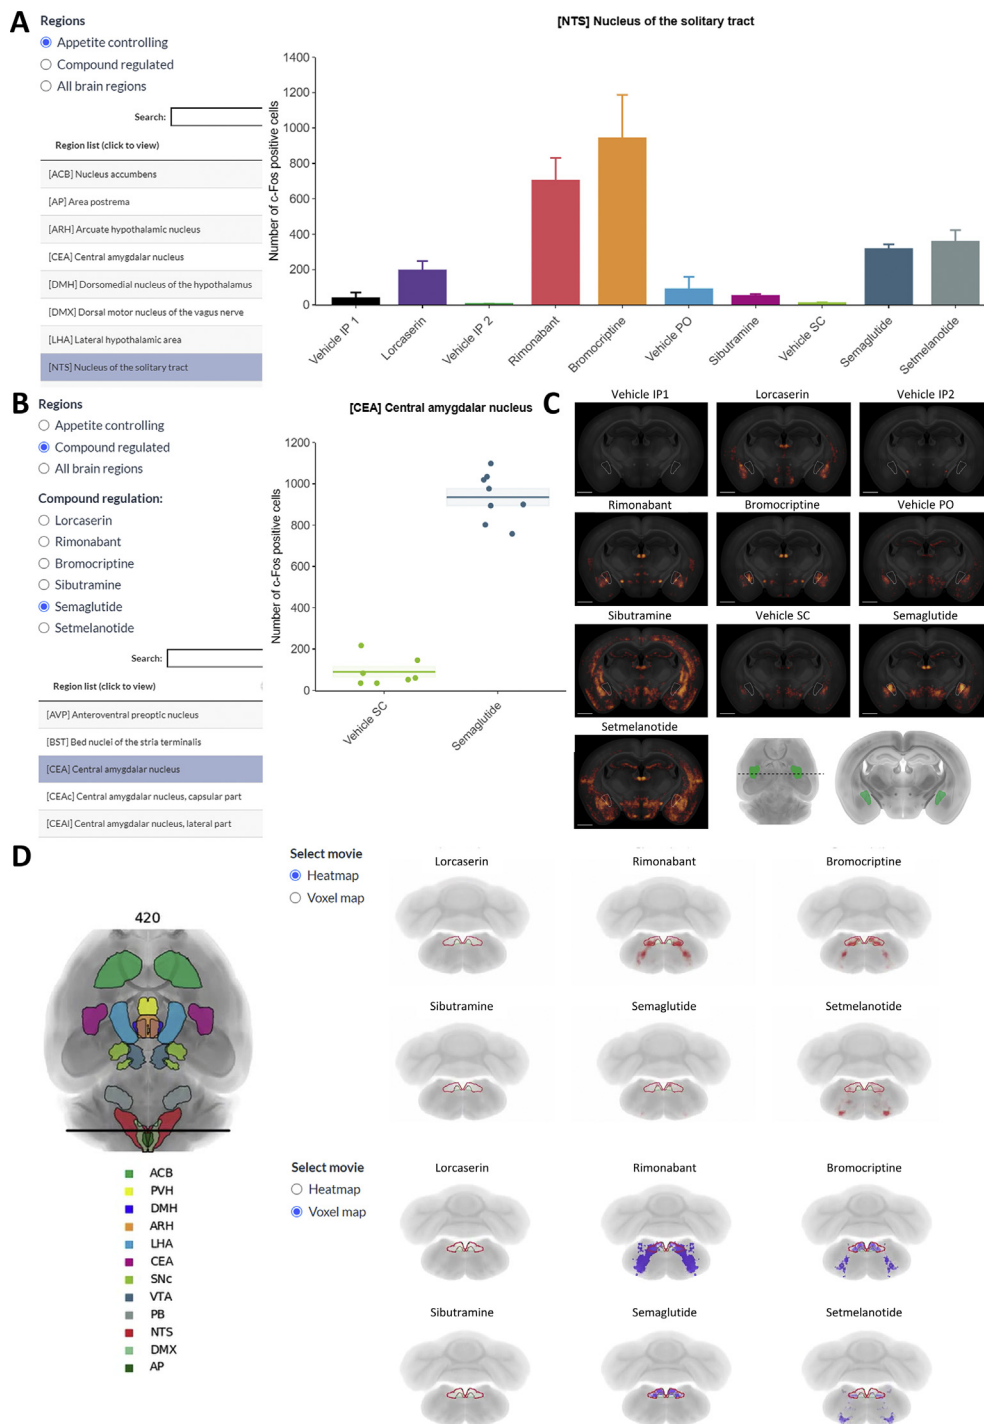 A
Regions
Appetite controlling
Compound regulated
All brain regions
Search:
Region list (click to view)
[ACB] Nucleus accumbens
[AP] Area postrema
[ARH] Arcuate hypothalamic nucleus
[CEA] Central amygdalar nucleus
[DMH] Dorsomedial nucleus of the hypothalamus
[DMX] Dorsal motor nucleus of the vagus nerve
[LHA] Lateral hypothalamic area
[NTS] Nucleus of the solitary tract
[NTS] Nucleus of the solitary tract
Number of c-Fos positive cells
1400
1200
1000
800
600
400
200
0
Vehicle IP 1
Lorcaserin
Vehicle IP 2
Rimonabant
Bromocriptine
Vehicle PO
Sibutramine
Vehicle SC
Semaglutide
Setmelanotide
B
Regions
Appetite controlling
Compound regulated
All brain regions
Compound regulation:
Lorcaserin
Rimonabant
Bromocriptine
Sibutramine
Semaglutide
Setmelanotide
Search:
Region list (click to view)
[AVP] Anteroventral preoptic nucleus
[BST] Bed nuclei of the stria terminalis
[CEA] Central amygdalar nucleus
[CEAc] Central amygdalar nucleus, capsular part
[CEAl] Central amygdalar nucleus, lateral part
[CEA] Central amygdalar nucleus
Number of c-Fos positive cells
1200
1000
800
600
400
200
0
Vehicle SC
Semaglutide
C
Vehicle IP1
Lorcaserin
Vehicle IP2
Rimonabant
Bromocriptine
Vehicle PO
Sibutramine
Vehicle SC
Semaglutide
Setmelanotide
D
420
ACB
PVH
DMH
ARH
LHA
CEA
SNc
VTA
PB
NTS
DMX
AP
Select movie
Heatmap
Voxel map
Lorcaserin
Rimonabant
Bromocriptine
Sibutramine
Semaglutide
Setmelanotide
Select movie
Heatmap
Voxel map
Lorcaserin
Rimonabant
Bromocriptine
Sibutramine
Semaglutide
Setmelanotide